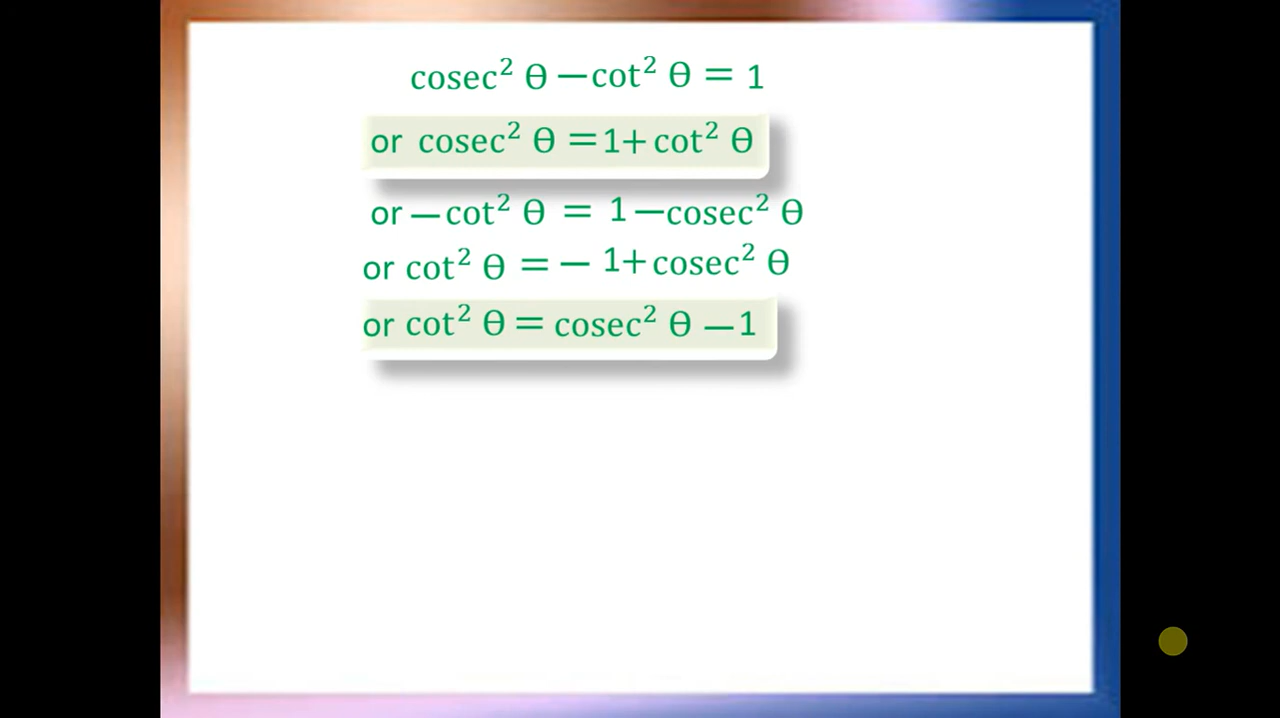 cosec² θ −cot² θ = 1
or cosec² θ =1+ cot² θ
or −cot² θ = 1−cosec² θ
or cot² θ = − 1+cosec² θ
or cot² θ = cosec² θ −1